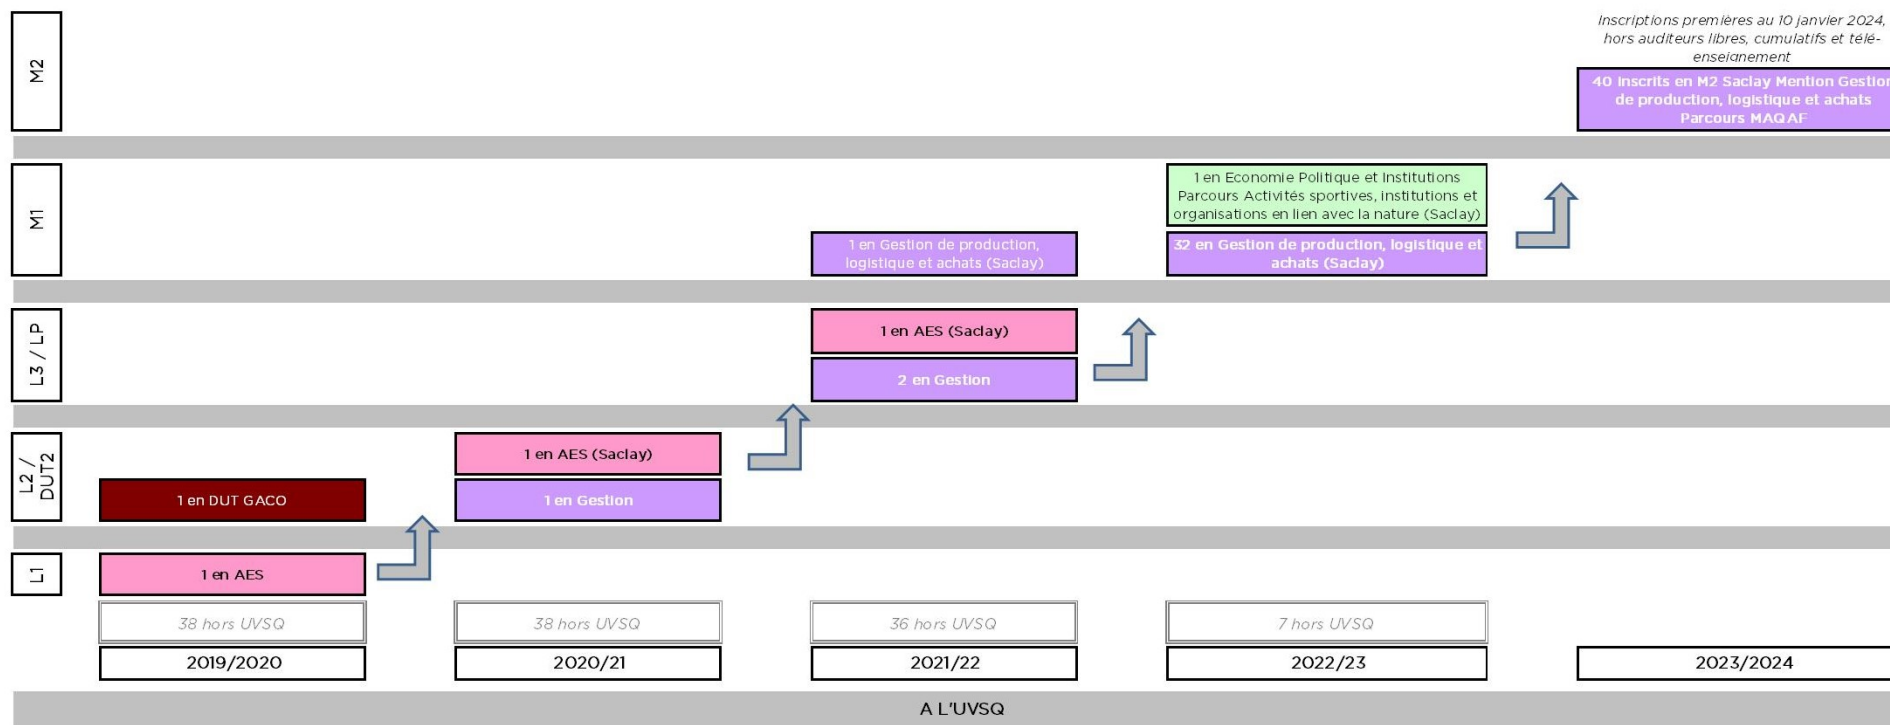 Inscriptions premières au 10 janvier 2024,
hors auditeurs libres, cumulatifs et télé-
enseignement
M2
40 Inscrits en M2 Saclay Mention Gestion
de production, logistique et achats
Parcours MAQAF
M1
1 en Economie Politique et Institutions
Parcours Activités sportives, institutions et
organisations en lien avec la nature (Saclay)
1 en Gestion de production,
logistique et achats (Saclay)
32 en Gestion de production, logistique et
achats (Saclay)
L3 / LP
1 en AES (Saclay)
2 en Gestion
L2 /
DUT2
1 en AES (Saclay)
1 en DUT GACO
1 en Gestion
L1
1 en AES
38 hors UVSQ
38 hors UVSQ
36 hors UVSQ
7 hors UVSQ
2019/2020
2020/21
2021/22
2022/23
2023/2024
A L'UVSQ